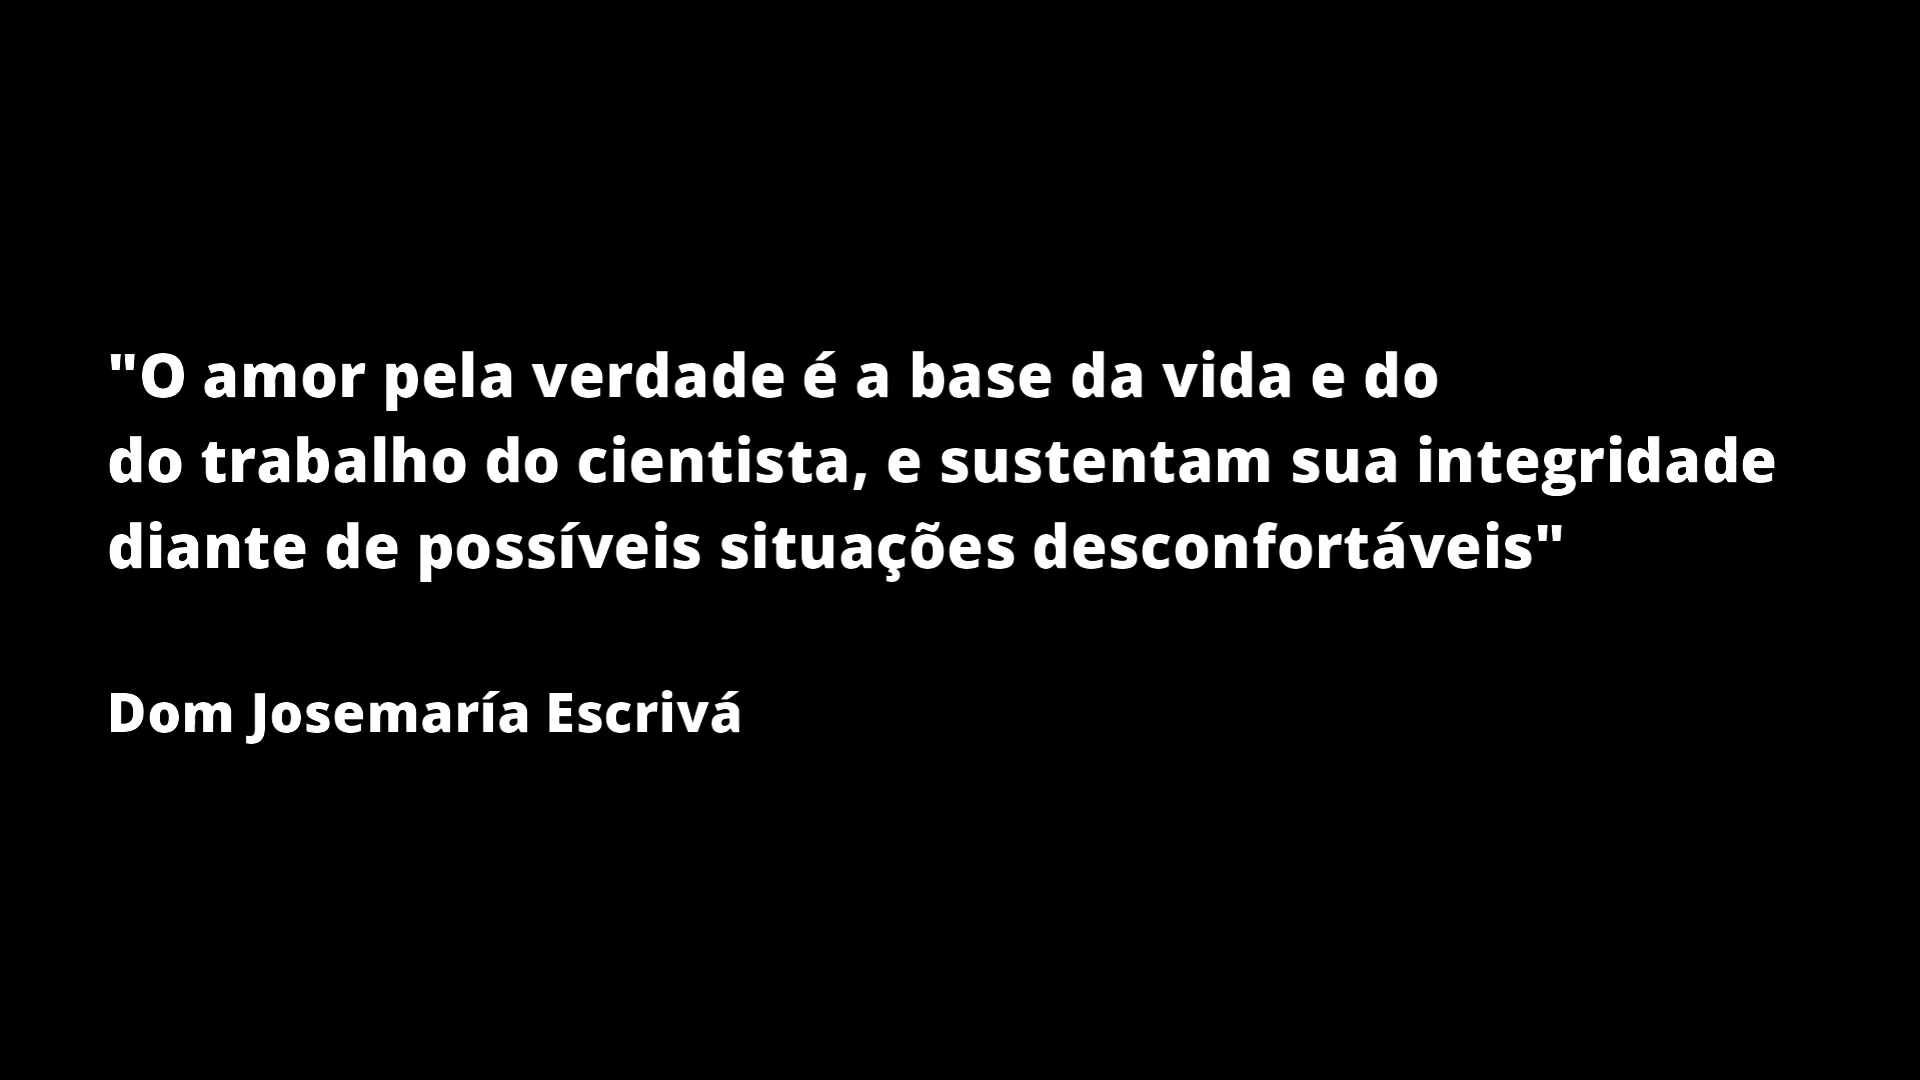 "O amor pela verdade é a base da vida e do
do trabalho do cientista, e sustentam sua integridade
diante de possíveis situações desconfortáveis"
Dom Josemaría Escrivá